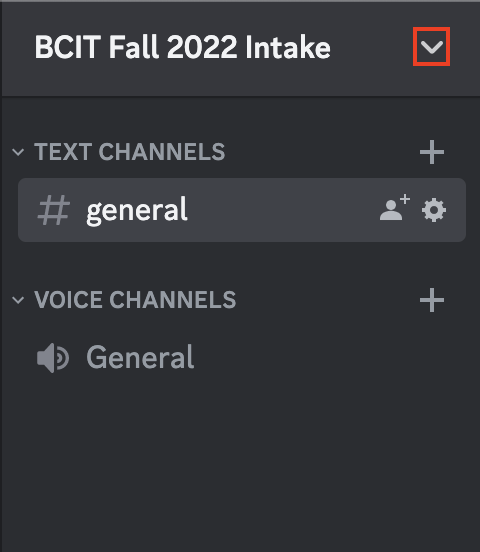 BCIT Fall 2022 Intake
TEXT CHANNELS
general
VOICE CHANNELS
General